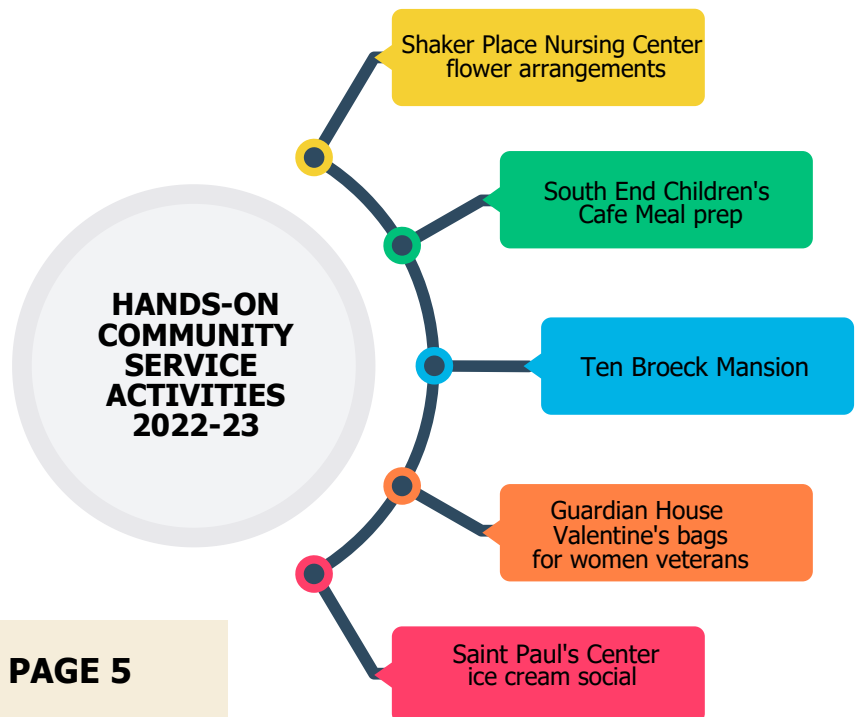 Shaker Place Nursing Center
flower arrangements
South End Children's
Cafe Meal prep
HANDS-ON
COMMUNITY
SERVICE
ACTIVITIES
2022-23
Ten Broeck Mansion
Guardian House
Valentine's bags
for women veterans
Saint Paul's Center
ice cream social
PAGE 5